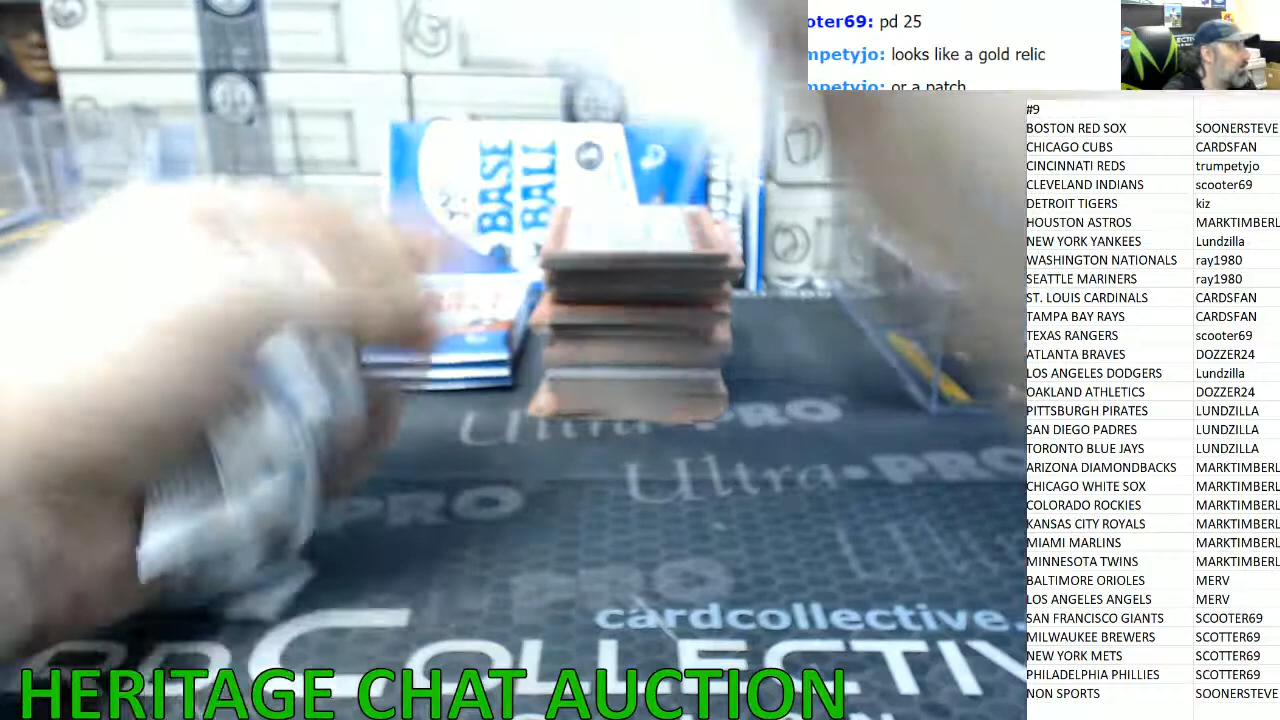 oter69: pd 25
mpetyjo: looks like a gold relic
mpetyjo: or a patch
#9
BOSTON RED SOX SOONERSTEVE
CHICAGO CUBS CARDSFAN
CINCINNATI REDS trumpetyjo
CLEVELAND INDIANS scooter69
DETROIT TIGERS kiz
HOUSTON ASTROS MARKTIMBERL
NEW YORK YANKEES Lundzilla
WASHINGTON NATIONALS ray1980
SEATTLE MARINERS ray1980
ST. LOUIS CARDINALS CARDSFAN
TAMPA BAY RAYS CARDSFAN
TEXAS RANGERS scooter69
ATLANTA BRAVES DOZZER24
LOS ANGELES DODGERS Lundzilla
OAKLAND ATHLETICS DOZZER24
PITTSBURGH PIRATES LUNDZILLA
SAN DIEGO PADRES LUNDZILLA
TORONTO BLUE JAYS LUNDZILLA
ARIZONA DIAMONDBACKS MARKTIMBERL
CHICAGO WHITE SOX MARKTIMBERL
COLORADO ROCKIES MARKTIMBERL
KANSAS CITY ROYALS MARKTIMBERL
MIAMI MARLINS MARKTIMBERL
MINNESOTA TWINS MARKTIMBERL
BALTIMORE ORIOLES MERV
LOS ANGELES ANGELS MERV
SAN FRANCISCO GIANTS SCOOTER69
MILWAUKEE BREWERS SCOTTER69
NEW YORK METS SCOTTER69
PHILADELPHIA PHILLIES SCOTTER69
NON SPORTS SOONERSTEVE
BASE
BALL
Ultra PRO
Ultra•PRO
PRO
PRO
cardcollective.
COLLECTIV
HERITAGE CHAT AUCTION